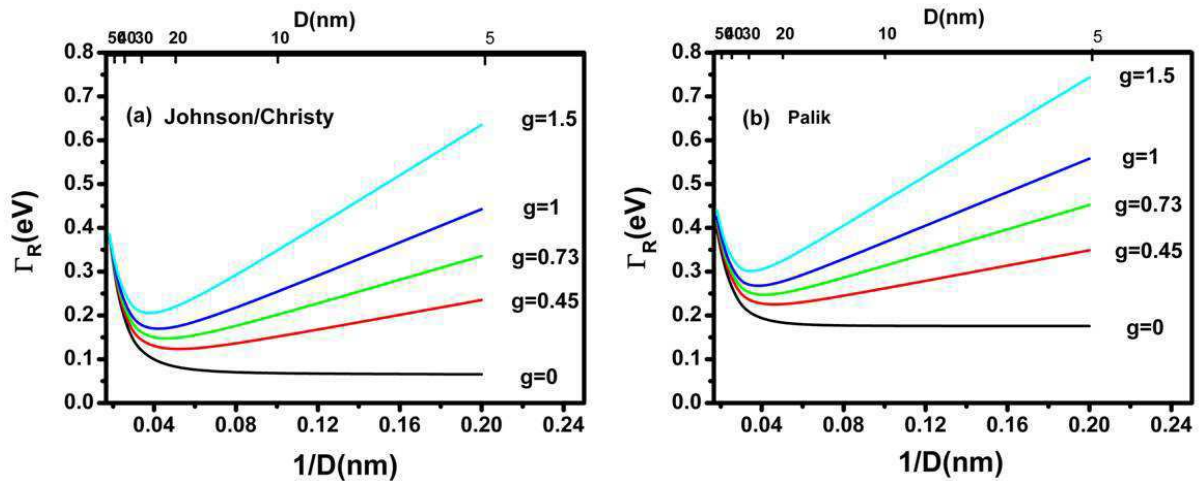 D(nm)
50 40 30 20 10 5
0.8
0.7
0.6
0.5
0.4
0.3
0.2
0.1
0.0
Γ_R(eV)
(a) Johnson/Christy
g=1.5
g=1
g=0.73
g=0.45
g=0
0.04 0.08 0.12 0.16 0.20 0.24
1/D(nm)
D(nm)
50 40 30 20 10 5
0.8
0.7
0.6
0.5
0.4
0.3
0.2
0.1
0.0
Γ_R(eV)
(b) Palik
g=1.5
g=1
g=0.73
g=0.45
g=0
0.04 0.08 0.12 0.16 0.20 0.24
1/D(nm)